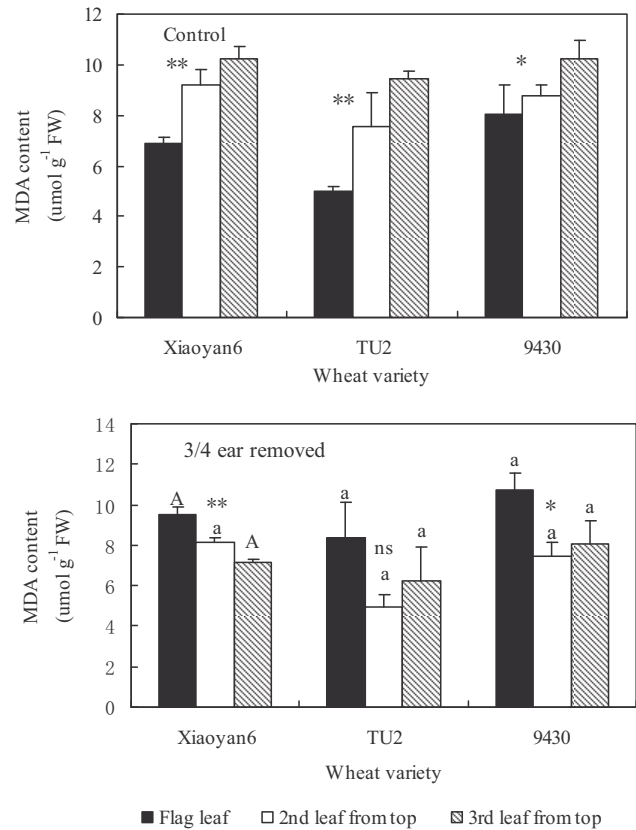 12
Control
10
**
**
*
8
6
4
2
0
MDA content
(umol g-1 FW)
Xiaoyan6 TU2 9430
Wheat variety
14
3/4 ear removed
12
a
10
A
**
a
*
a
A
a
a
a
8
ns
a
6
4
2
0
MDA content
(umol g-1 FW)
Xiaoyan6 TU2 9430
Wheat variety
Flag leaf 2nd leaf from top 3rd leaf from top